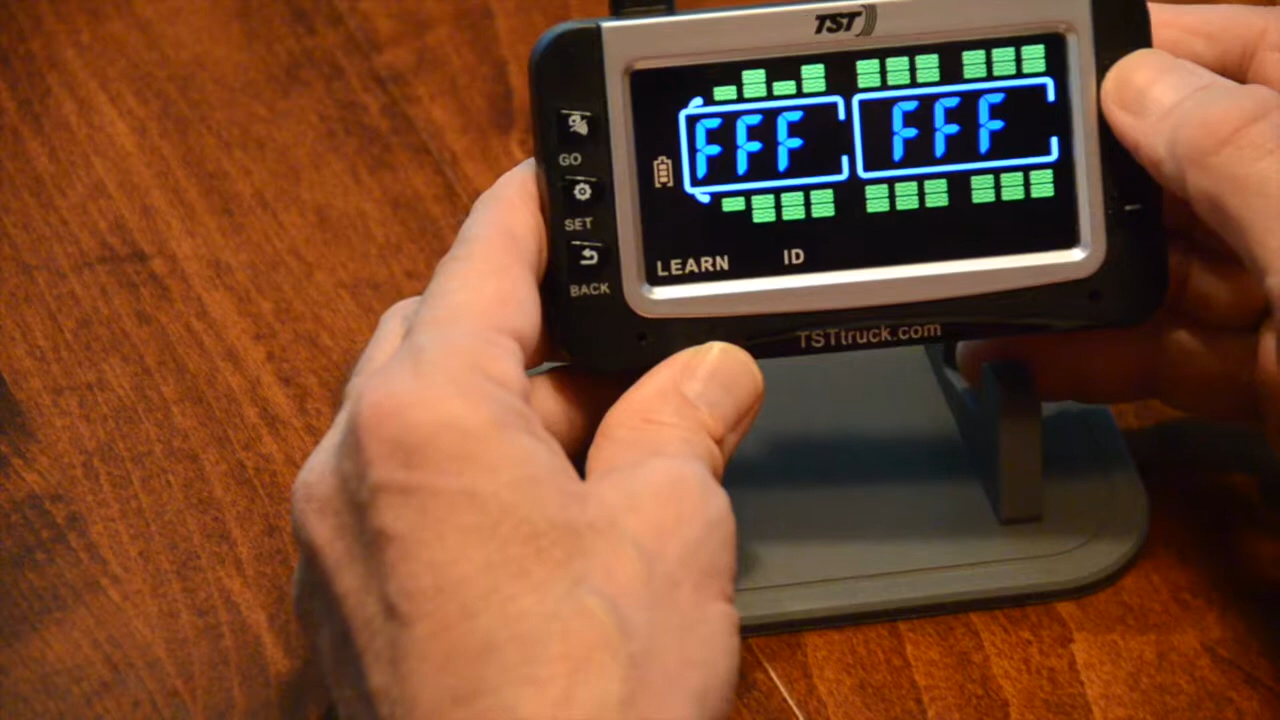 TST
GO
FFF FFF
SET
LEARN ID
BACK
TSTtruck.com